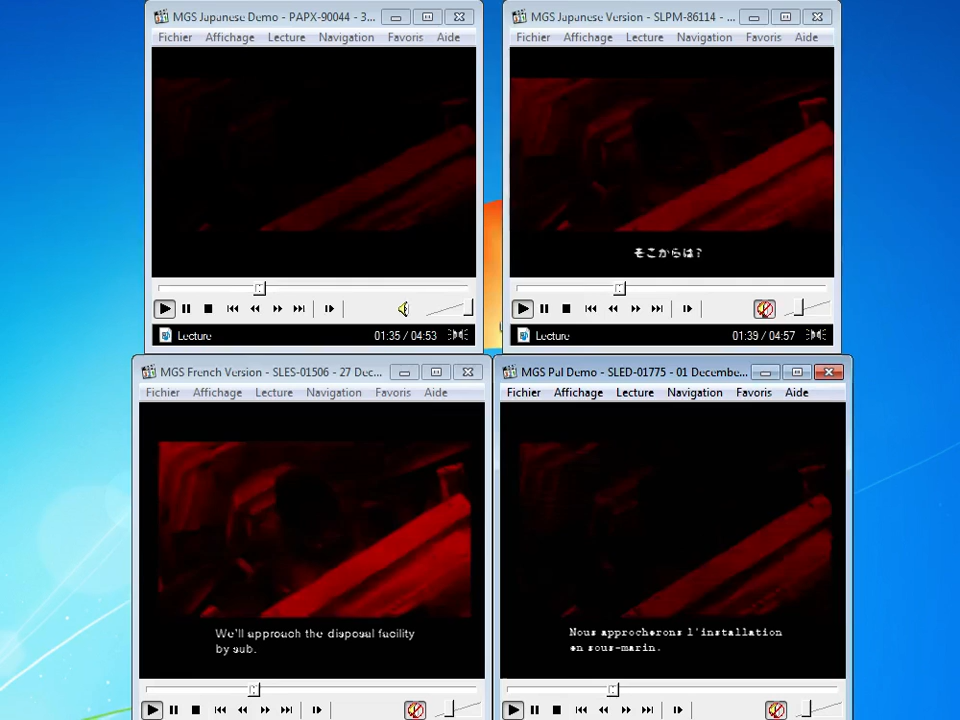 MGS Japanese Demo - PAPX-90044 - 3...
Fichier Affichage Lecture Navigation Favoris Aide
Lecture 01:35 / 04:53
MGS Japanese Version - SLPM-86114 - ...
Fichier Affichage Lecture Navigation Favoris Aide
そこからは?
Lecture 01:39 / 04:57
MGS French Version - SLES-01506 - 27 Dec...
Fichier Affichage Lecture Navigation Favoris Aide
We'll approach the disposal facility
by sub.
MGS Pal Demo - SLED-01775 - 01 Decembe...
Fichier Affichage Lecture Navigation Favoris Aide
Nous approcherons l'installation
en sous-marin.